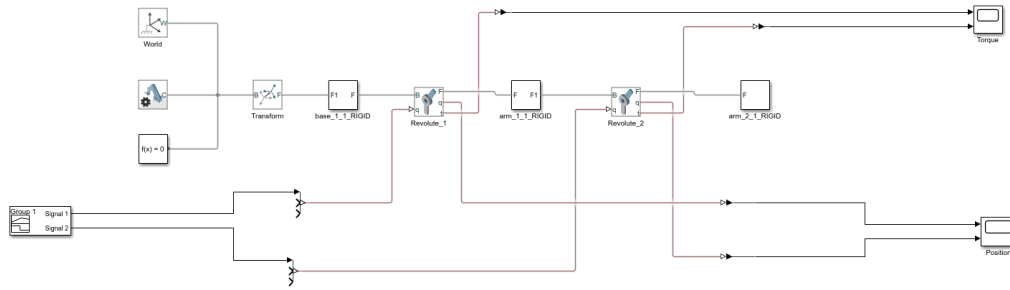 World
W
Torque
C
B
F
Transform
F1
F
base_1_1_RIGID
B
F
q
q
t
Revolute_1
F
F1
arm_1_1_RIGID
B
F
q
q
t
Revolute_2
F
arm_2_1_RIGID
f(x) = 0
Group 1
Signal 1
Signal 2
Position